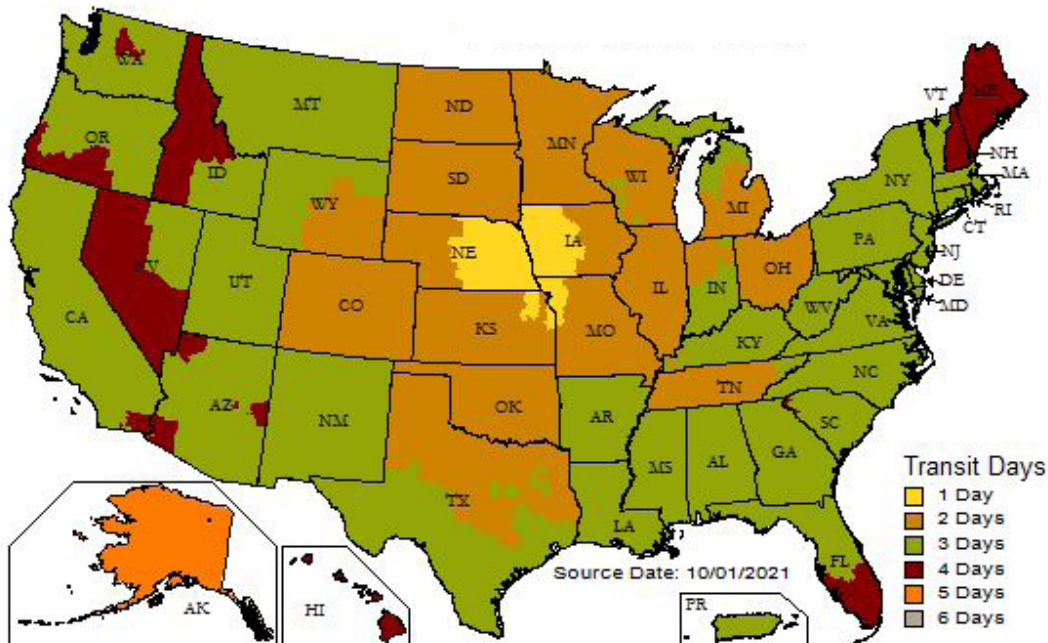 WA
MT
ND
MN
VT
ME
OR
ID
SD
WI
NH
MA
NY
WY
MI
RI
CT
NE
IA
PA
NJ
NV
UT
CO
IL
IN
OH
DE
MD
WV
CA
KS
MO
VA
KY
NC
AZ
NM
OK
AR
TN
SC
MS
AL
GA
TX
LA
FL
Transit Days
1 Day
2 Days
3 Days
4 Days
5 Days
6 Days
Source Date: 10/01/2021
AK
HI
PR